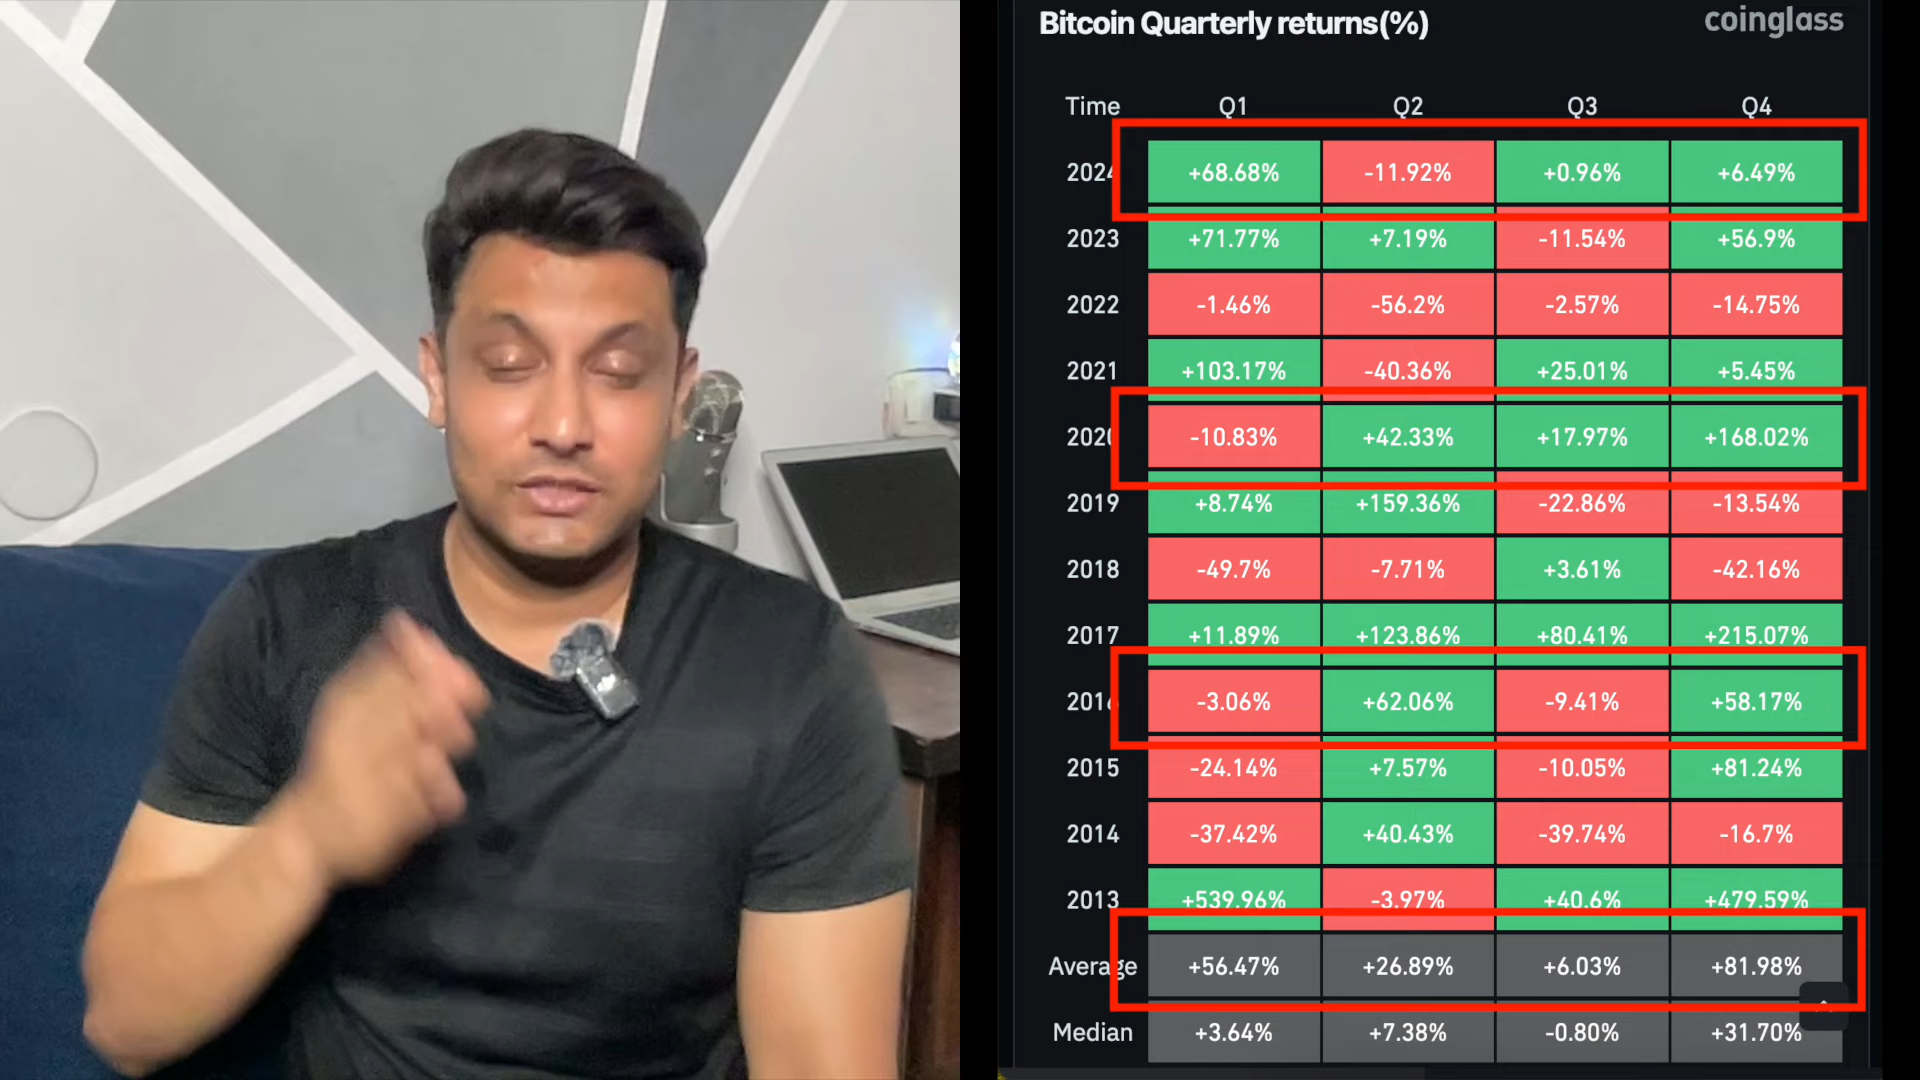 Bitcoin Quarterly returns(%) coinglass
Time Q1 Q2 Q3 Q4
2024 +68.68% -11.92% +0.96% +6.49%
2023 +71.77% +7.19% -11.54% +56.9%
2022 -1.46% -56.2% -2.57% -14.75%
2021 +103.17% -40.36% +25.01% +5.45%
2020 -10.83% +42.33% +17.97% +168.02%
2019 +8.74% +159.36% -22.86% -13.54%
2018 -49.7% -7.71% +3.61% -42.16%
2017 +11.89% +123.86% +80.41% +215.07%
2016 -3.06% +62.06% -9.41% +58.17%
2015 -24.14% +7.57% -10.05% +81.24%
2014 -37.42% +40.43% -39.74% -16.7%
2013 +539.96% -3.97% +40.6% +479.59%
Average +56.47% +26.89% +6.03% +81.98%
Median +3.64% +7.38% -0.80% +31.70%